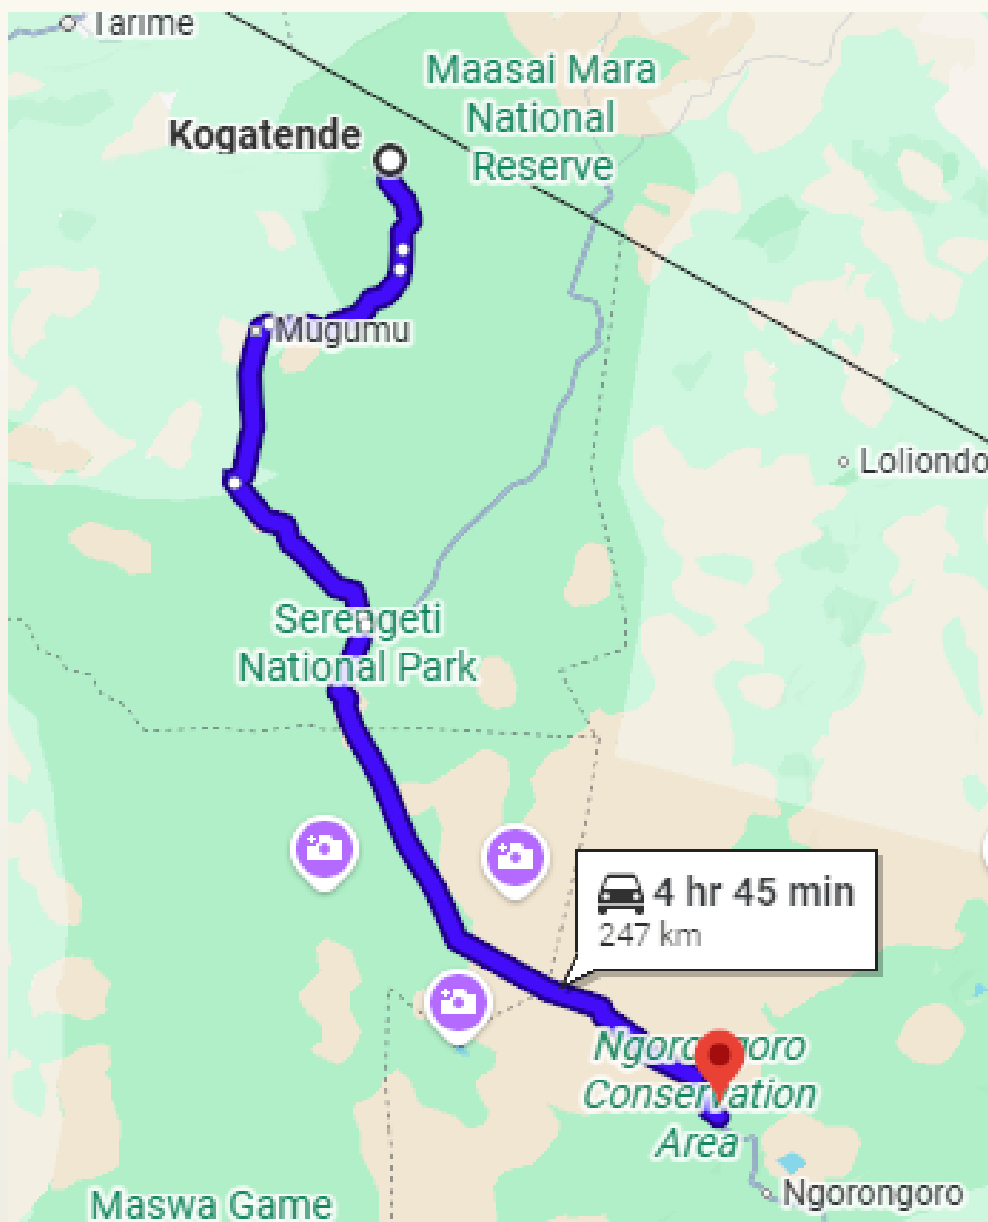 Tarime
Maasai Mara
National
Reserve
Kogatende
Mugumu
Loliondo
Serengeti
National Park
4 hr 45 min
247 km
Ngorongoro
Conservation
Area
Ngorongoro
Maswa Game